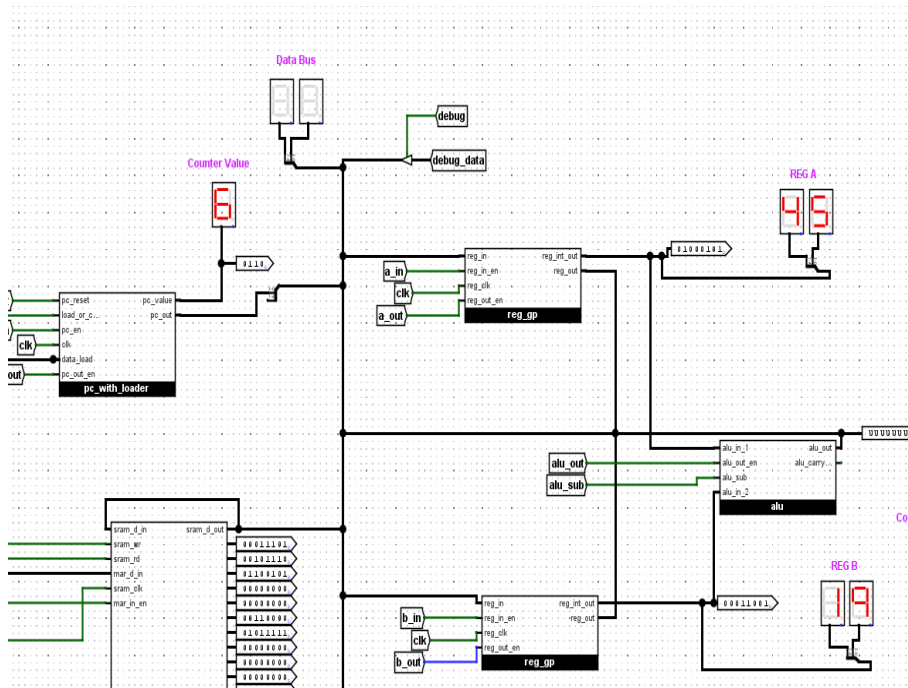 Data Bus
debug
debug_data
Counter Value
6
0110
REG A
45
01000101
reg_in
reg_in_en
reg_clk
reg_out_en
reg_int_out
reg_out
reg_gp
a_in
clk
a_out
pc_reset
load_or_c...
pc_en
clk
data_load
pc_out_en
pc_value
pc_out
pc_with_loader
clk
out
alu_out
alu_sub
alu_in_1
alu_out_en
alu_sub
alu_in_2
alu_out
alu_carry...
alu
UUUUUUU
Co
sram_d_in
sram_wr
sram_rd
mar_d_in
sram_clk
mar_in_en
sram_d_out
00011101
00101110
01100101
00000000
00000000
00110000
01011111
00000000
00000000
00000000
REG B
19
00011001
b_in
clk
b_out
reg_in
reg_in_en
reg_clk
reg_out_en
reg_int_out
reg_out
reg_gp